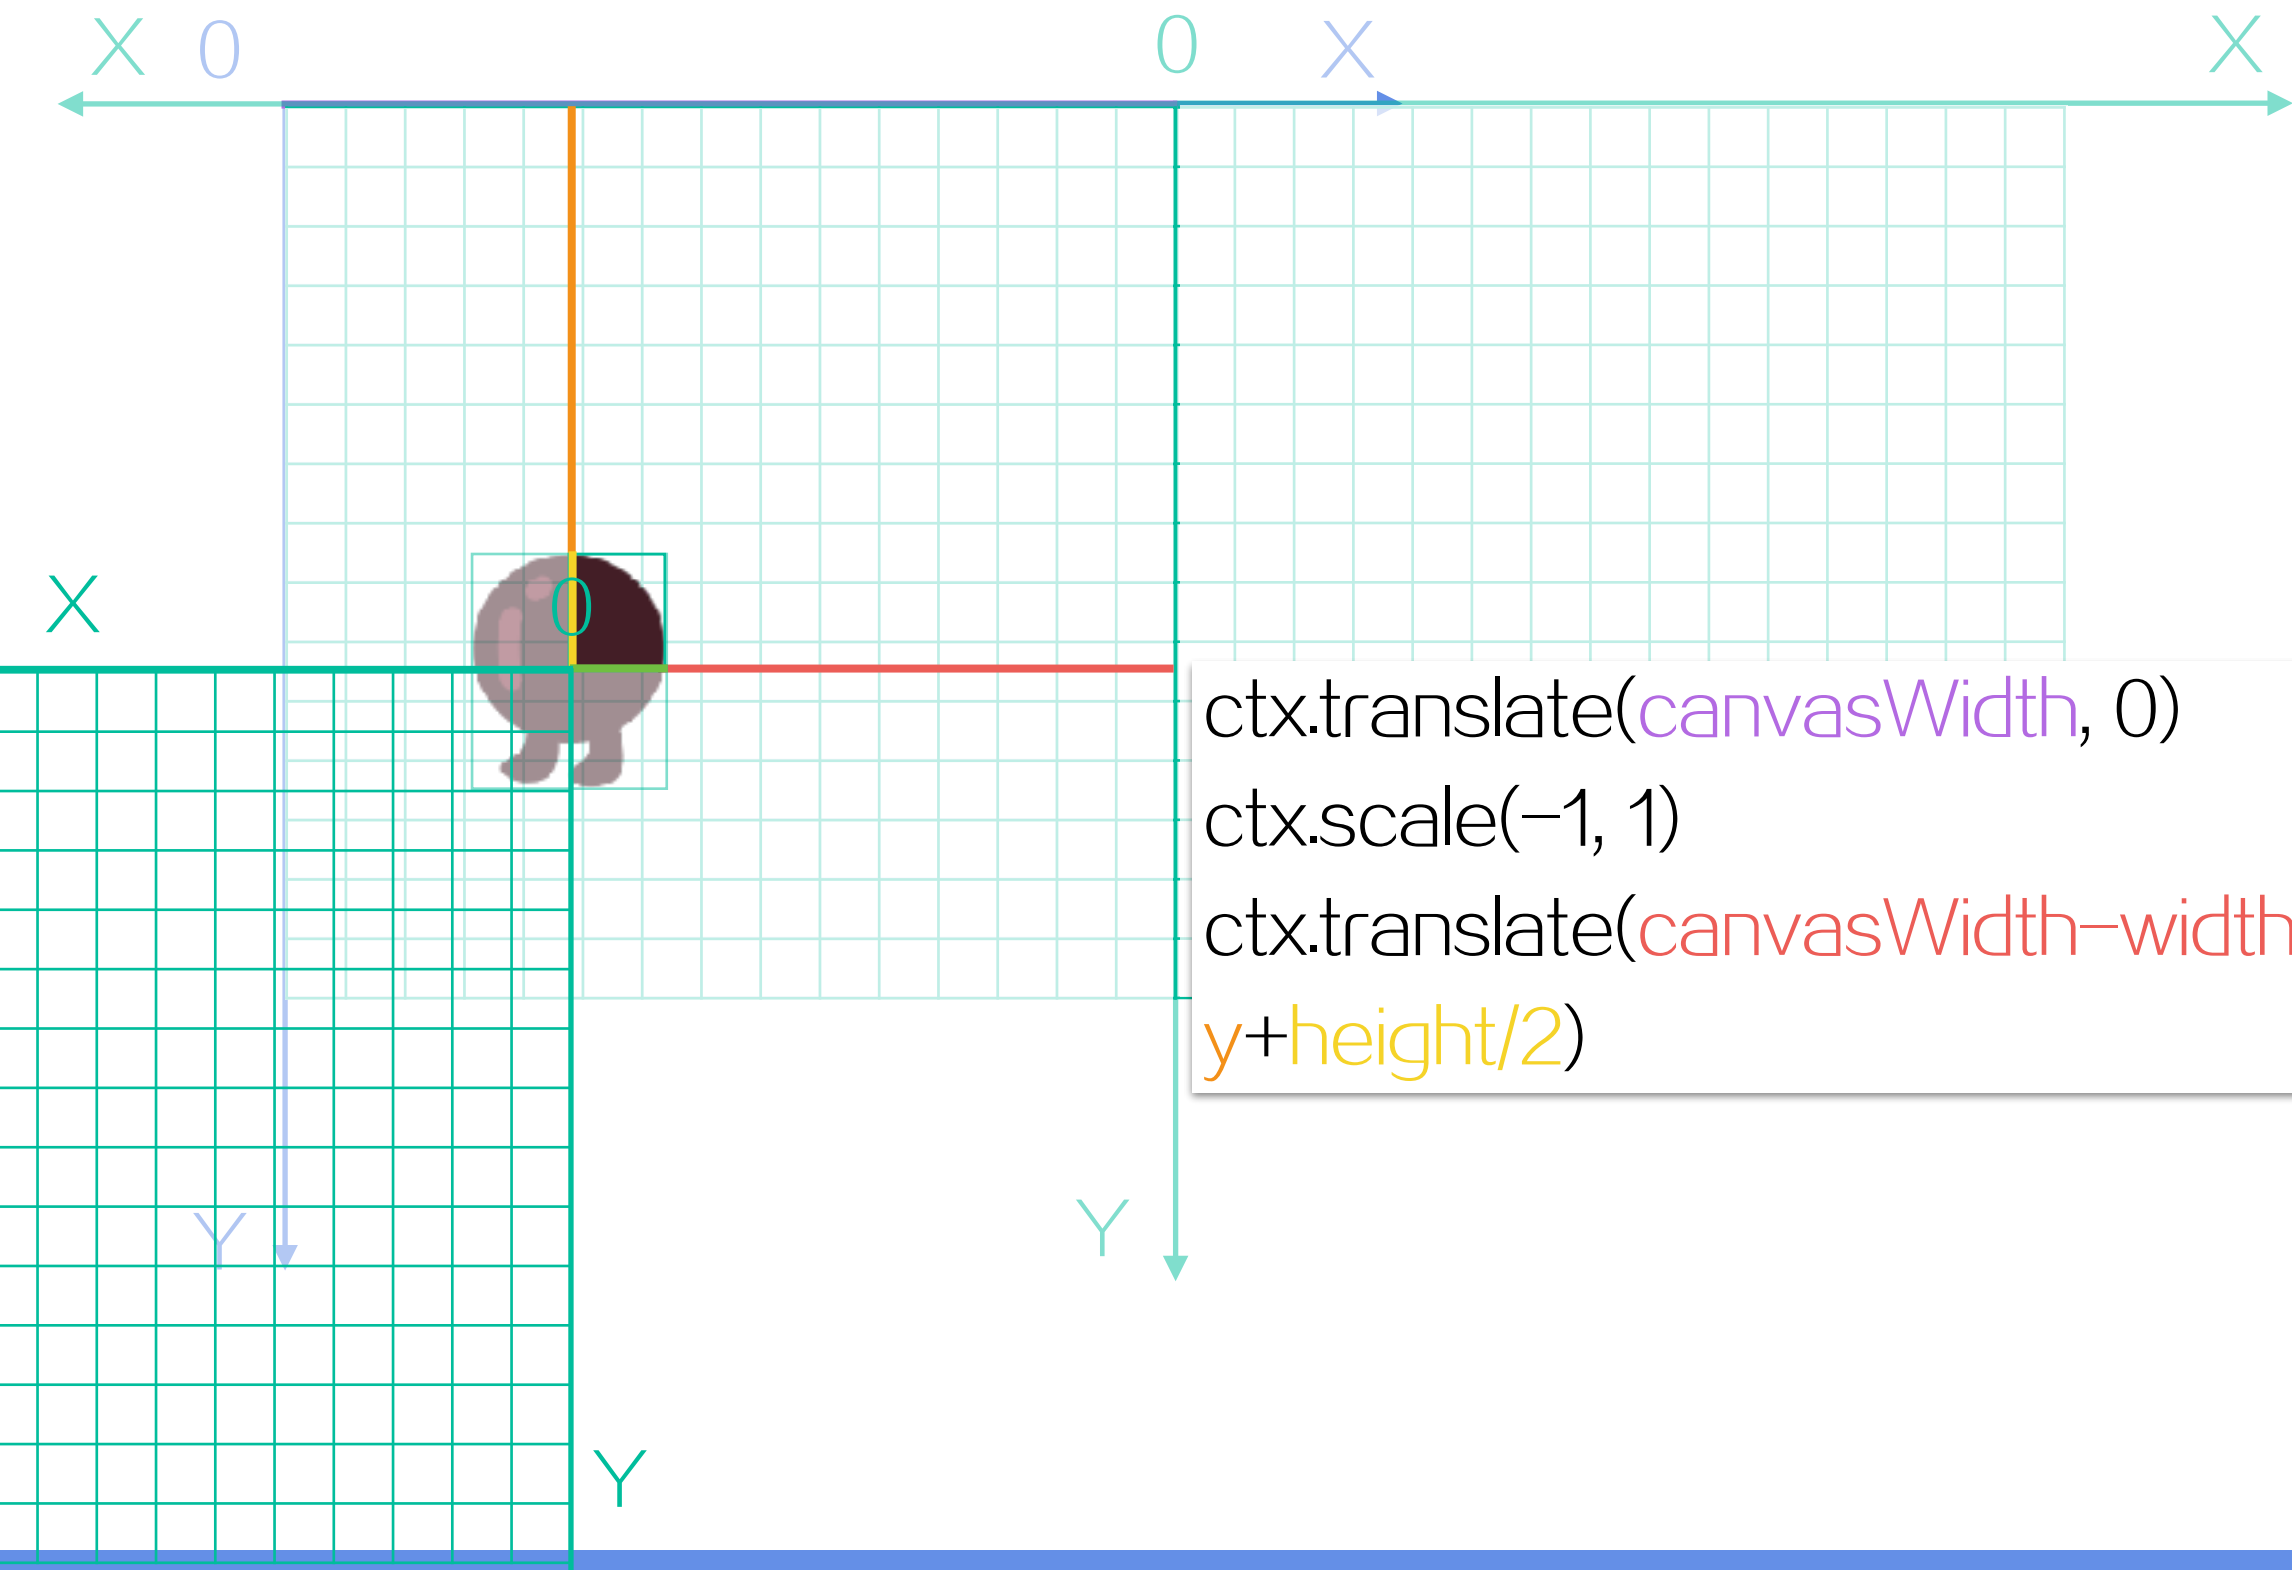 X 0 0 X X
0
X
ctx.translate(canvasWidth, 0)
ctx.scale(-1, 1)
ctx.translate(canvasWidth-width
y+height/2)
Y Y
Y